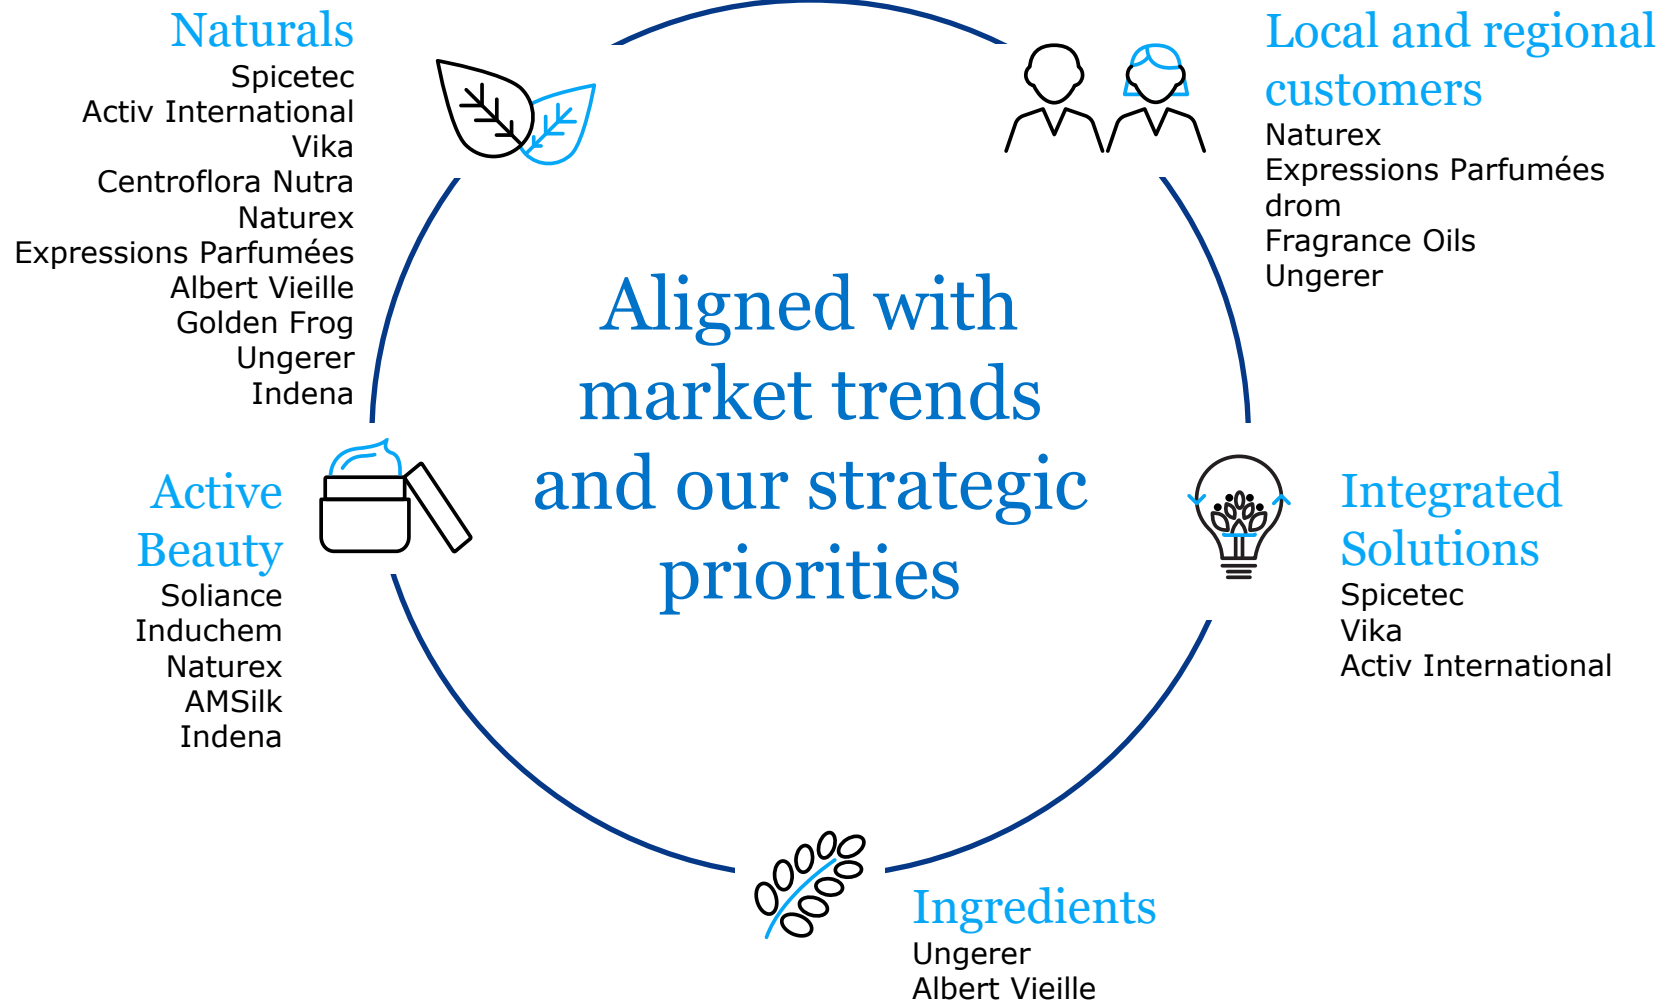 Naturals
Spicetec
Activ International
Vika
Centroflora Nutra
Naturex
Expressions Parfumées
Albert Vieille
Golden Frog
Ungerer
Indena
Local and regional
customers
Naturex
Expressions Parfumées
drom
Fragrance Oils
Ungerer
Aligned with
market trends
and our strategic
priorities
Active
Beauty
Soliance
Induchem
Naturex
AMSilk
Indena
Integrated
Solutions
Spicetec
Vika
Activ International
Ingredients
Ungerer
Albert Vieille